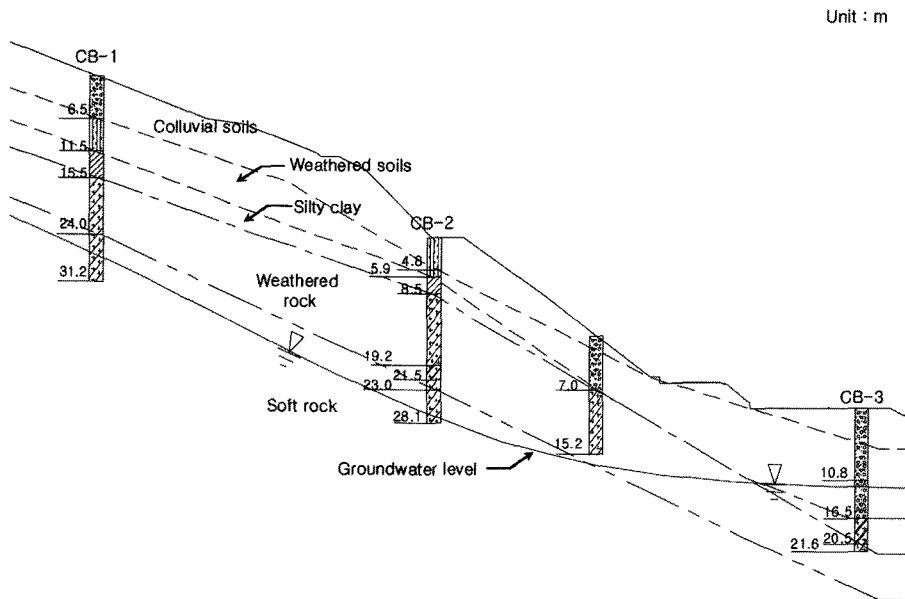 Unit : m
CB-1
6.5
Colluvial soils
11.5
Weathered soils
15.5
Silty clay
CB-2
24.0
4.8
5.9
31.2
Weathered
rock
8.5
19.2
21.5
7.0
23.0
CB-3
Soft rock
28.1
15.2
Groundwater level
10.8
16.5
20.5
21.6